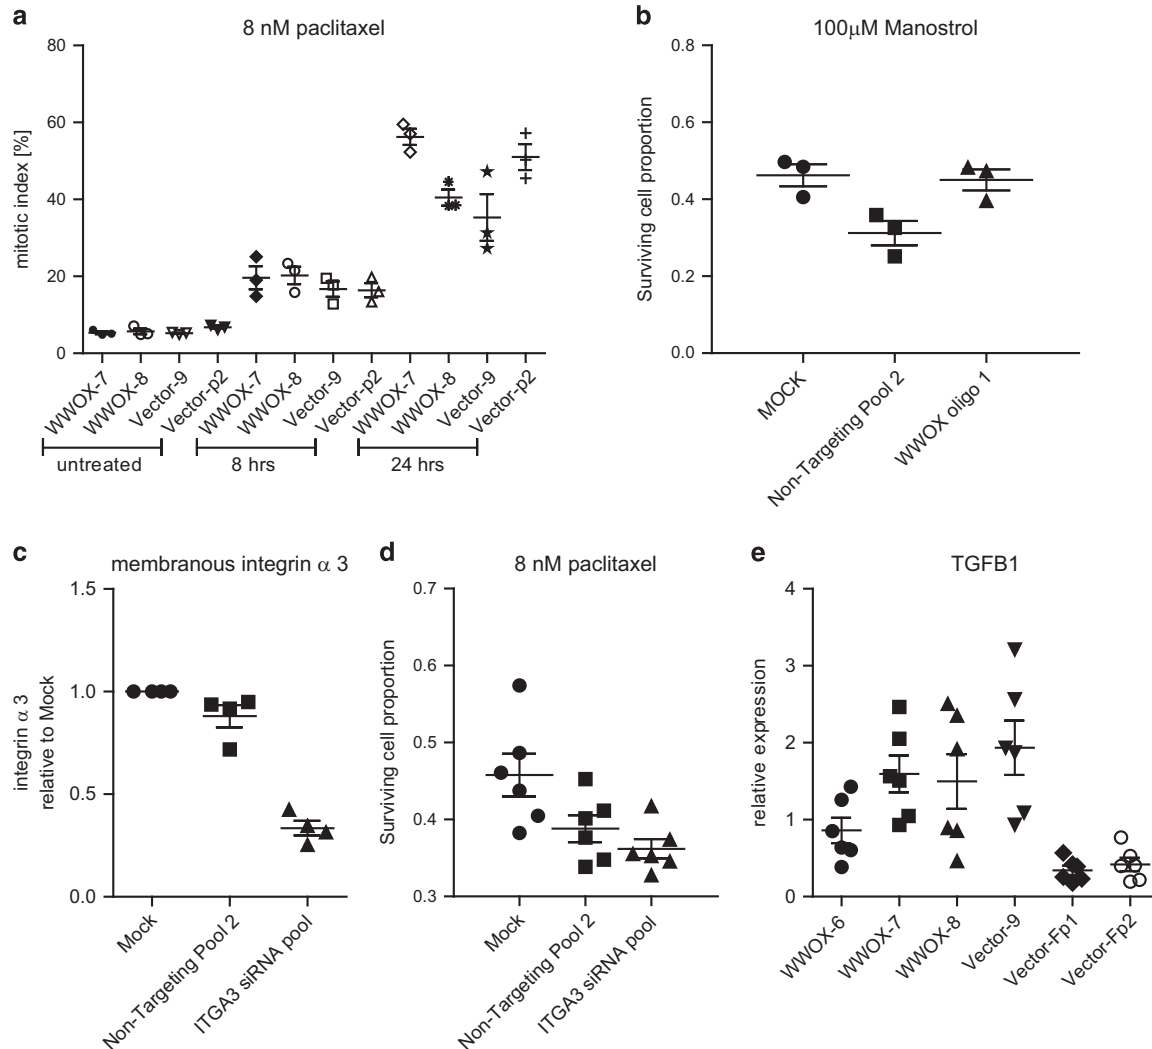 a
8 nM paclitaxel
mitotic index [%]
80
60
40
20
0
WWOX-7
WWOX-8
Vector-9
Vector-p2
WWOX-7
WWOX-8
Vector-9
Vector-p2
WWOX-7
WWOX-8
Vector-9
Vector-p2
untreated
8 hrs
24 hrs
b
100μM Manostrol
Surviving cell proportion
0.8
0.6
0.4
0.2
0.0
MOCK
Non-Targeting Pool 2
WWOX oligo 1
c
membranous integrin α 3
integrin α 3
relative to Mock
1.5
1.0
0.5
0.0
Mock
Non-Targeting Pool 2
ITGA3 siRNA pool
d
8 nM paclitaxel
Surviving cell proportion
0.7
0.6
0.5
0.4
0.3
Mock
Non-Targeting Pool 2
ITGA3 siRNA pool
e
TGFB1
relative expression
4
3
2
1
0
WWOX-6
WWOX-7
WWOX-8
Vector-9
Vector-Fp1
Vector-Fp2